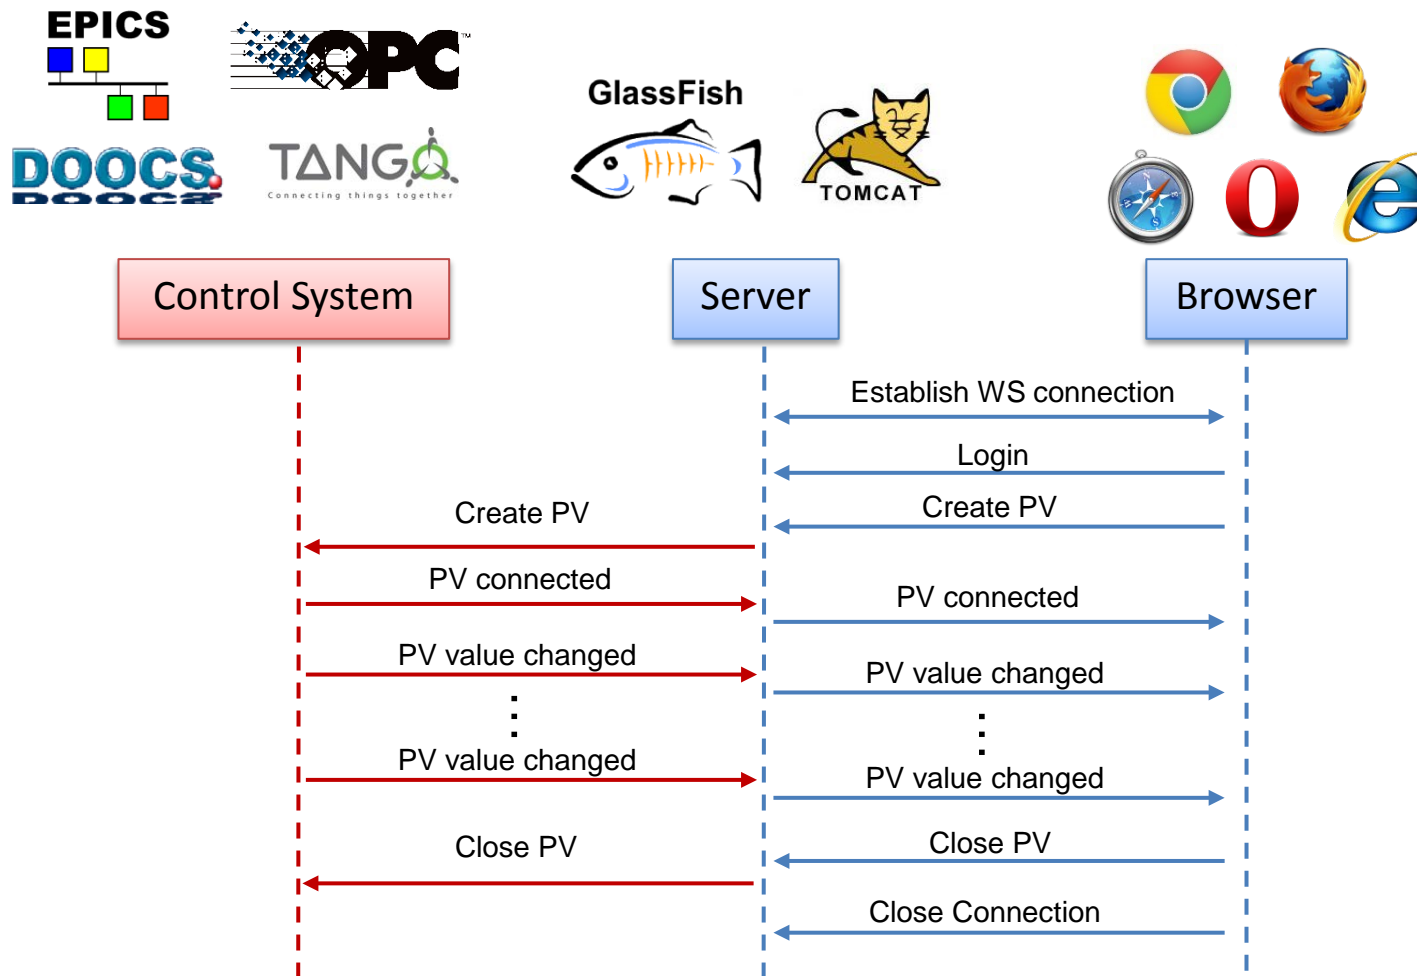 EPICS
OPC™
DOOCS
TANGO
Connecting things together
GlassFish
TOMCAT
Control System
Server
Browser
Establish WS connection
Login
Create PV
Create PV
PV connected
PV connected
PV value changed
PV value changed
PV value changed
PV value changed
Close PV
Close PV
Close Connection